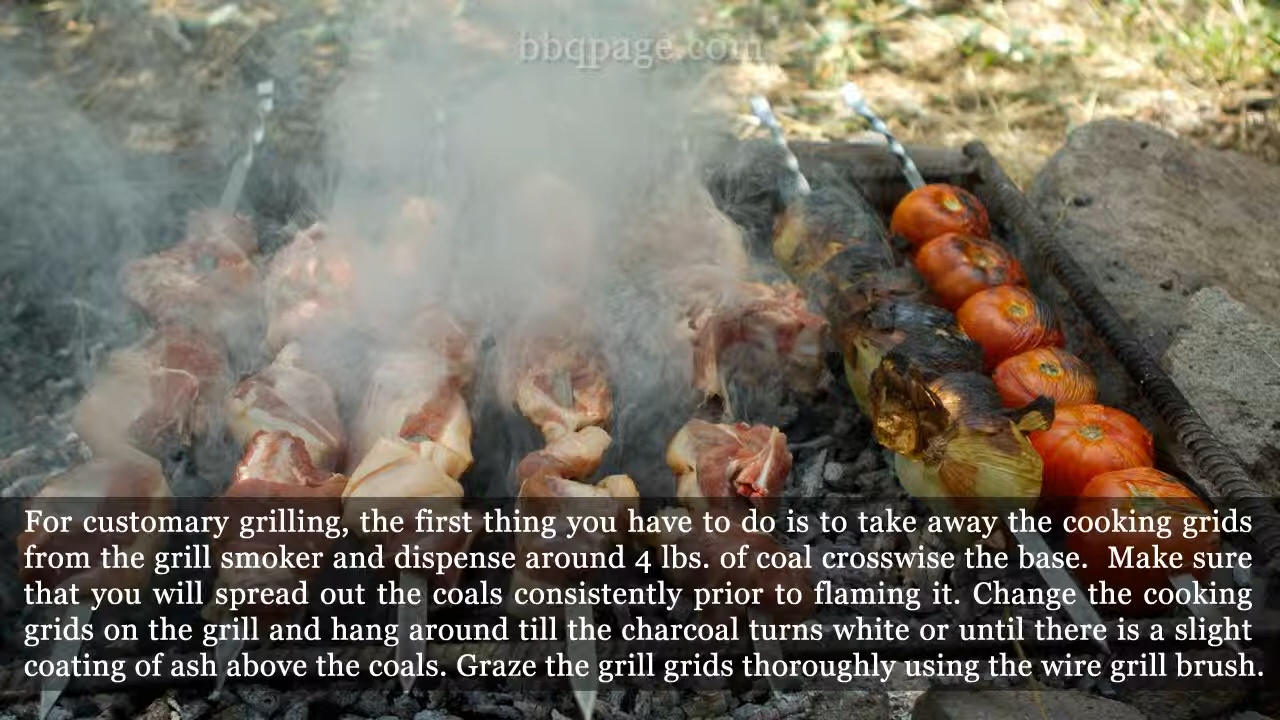 bbqpage.com
For customary grilling, the first thing you have to do is to take away the cooking grids
from the grill smoker and dispense around 4 lbs. of coal crosswise the base.  Make sure
that you will spread out the coals consistently prior to flaming it. Change the cooking
grids on the grill and hang around till the charcoal turns white or until there is a slight
coating of ash above the coals. Graze the grill grids thoroughly using the wire grill brush.